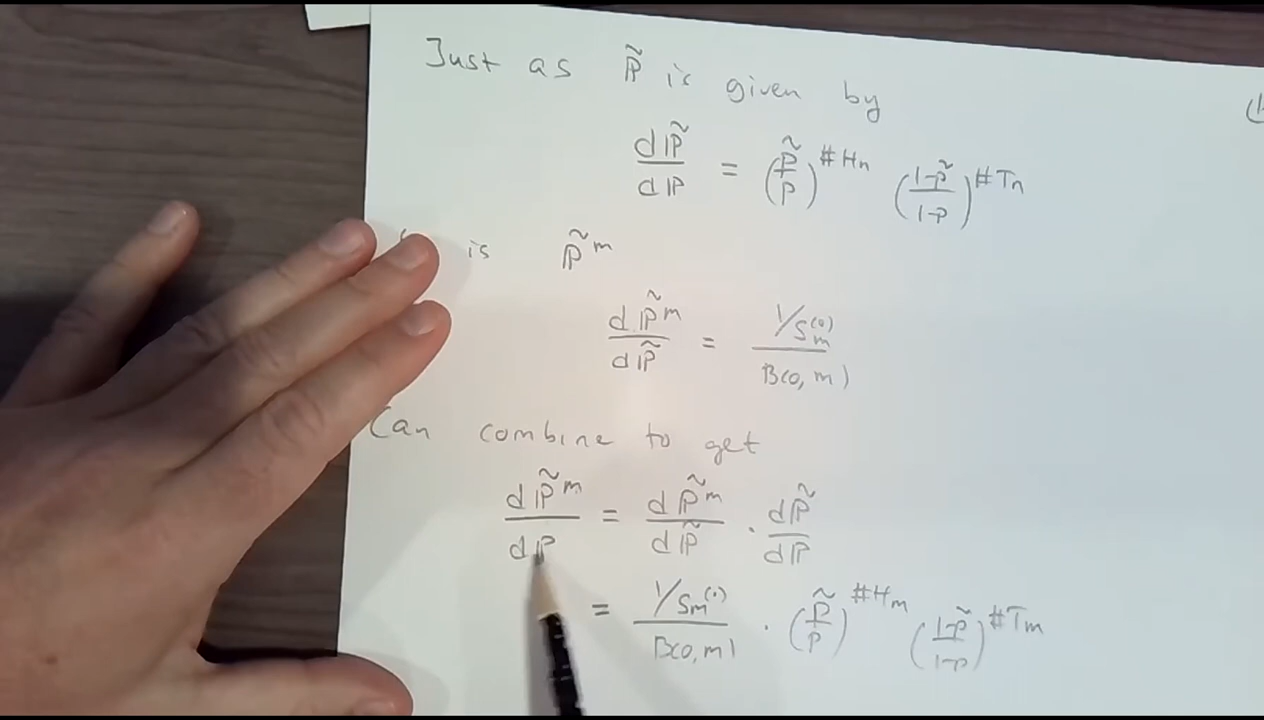 Just as P̃ is given by
dP̃/dP = (p̃/p)^#Hn ((1-p̃)/(1-p))^#Tn
is P̃^m
dP̃^m/dP̃ = (1/S_m^(0))/B(0,m)
Can combine to get
dP̃^m/dP = dP̃^m/dP̃ · dP̃/dP
= (1/S_m^(0))/B(0,m) · (p̃/p)^#Hm ((1-p̃)/(1-p))^#Tm